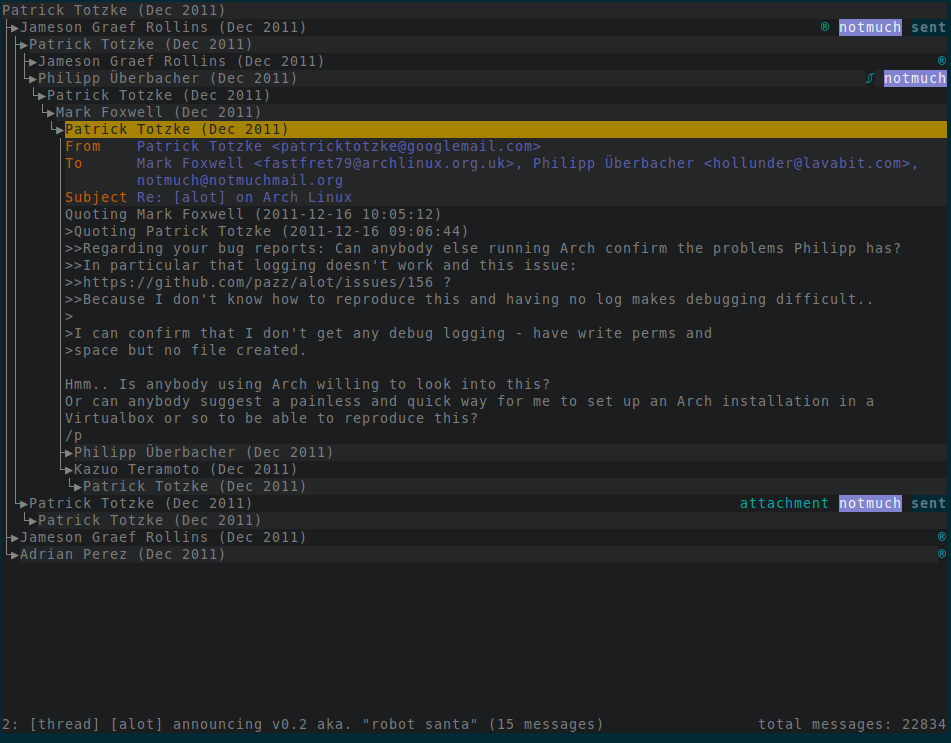 Patrick Totzke (Dec 2011)
Jameson Graef Rollins (Dec 2011) ® notmuch sent
Patrick Totzke (Dec 2011)
Jameson Graef Rollins (Dec 2011) ®
Philipp Überbacher (Dec 2011) notmuch
Patrick Totzke (Dec 2011)
Mark Foxwell (Dec 2011)
Patrick Totzke (Dec 2011)
From Patrick Totzke <patricktotzke@googlemail.com>
To Mark Foxwell <fastfret79@archlinux.org.uk>, Philipp Überbacher <hollunder@lavabit.com>,
notmuch@notmuchmail.org
Subject Re: [alot] on Arch Linux
Quoting Mark Foxwell (2011-12-16 10:05:12)
>Quoting Patrick Totzke (2011-12-16 09:06:44)
>>Regarding your bug reports: Can anybody else running Arch confirm the problems Philipp has?
>>In particular that logging doesn't work and this issue:
>>https://github.com/pazz/alot/issues/156 ?
>>Because I don't know how to reproduce this and having no log makes debugging difficult..
>
>I can confirm that I don't get any debug logging - have write perms and
>space but no file created.
Hmm.. Is anybody using Arch willing to look into this?
Or can anybody suggest a painless and quick way for me to set up an Arch installation in a
Virtualbox or so to be able to reproduce this?
/p
Philipp Überbacher (Dec 2011)
Kazuo Teramoto (Dec 2011)
Patrick Totzke (Dec 2011)
Patrick Totzke (Dec 2011) attachment notmuch sent
Patrick Totzke (Dec 2011)
Jameson Graef Rollins (Dec 2011) ®
Adrian Perez (Dec 2011) ®
2: [thread] [alot] announcing v0.2 aka. "robot santa" (15 messages) total messages: 22834